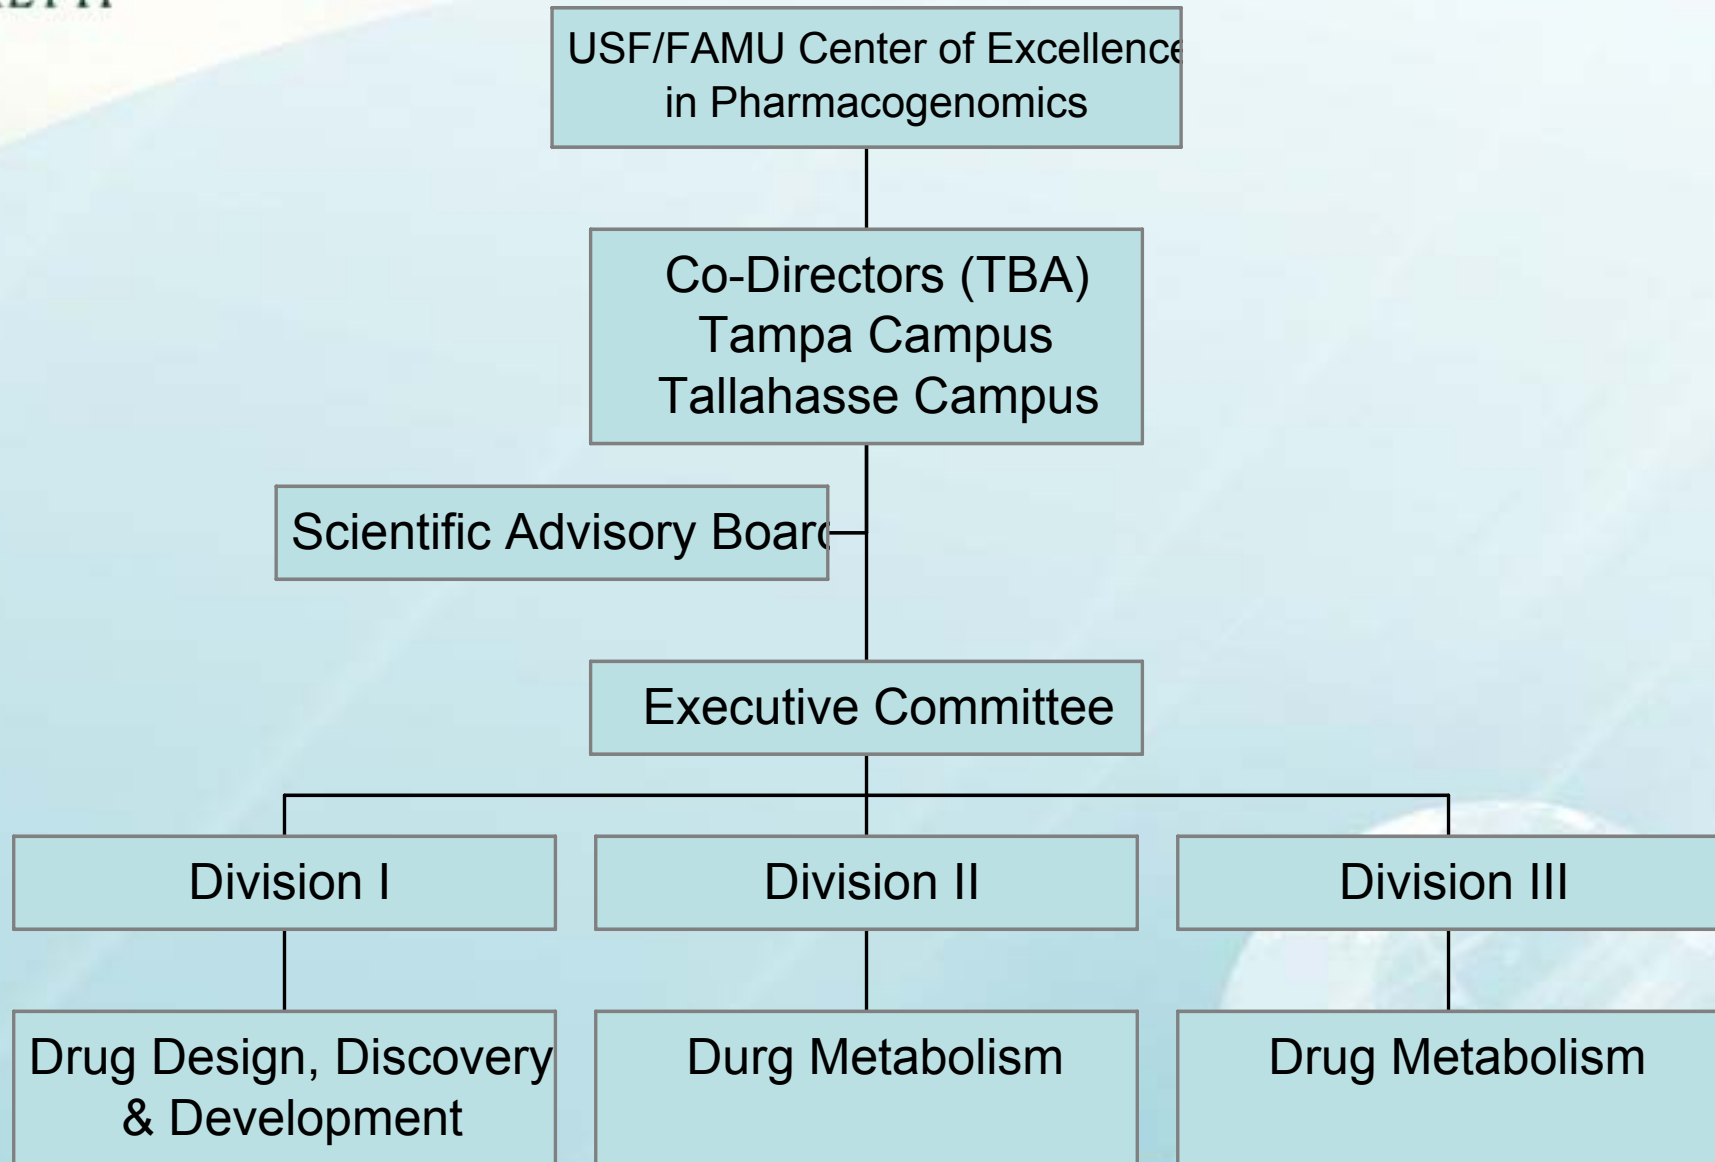 USF/FAMU Center of Excellence
in Pharmacogenomics
Co-Directors (TBA)
Tampa Campus
Tallahasse Campus
Scientific Advisory Board
Executive Committee
Division I
Division II
Division III
Drug Design, Discovery
& Development
Durg Metabolism
Drug Metabolism